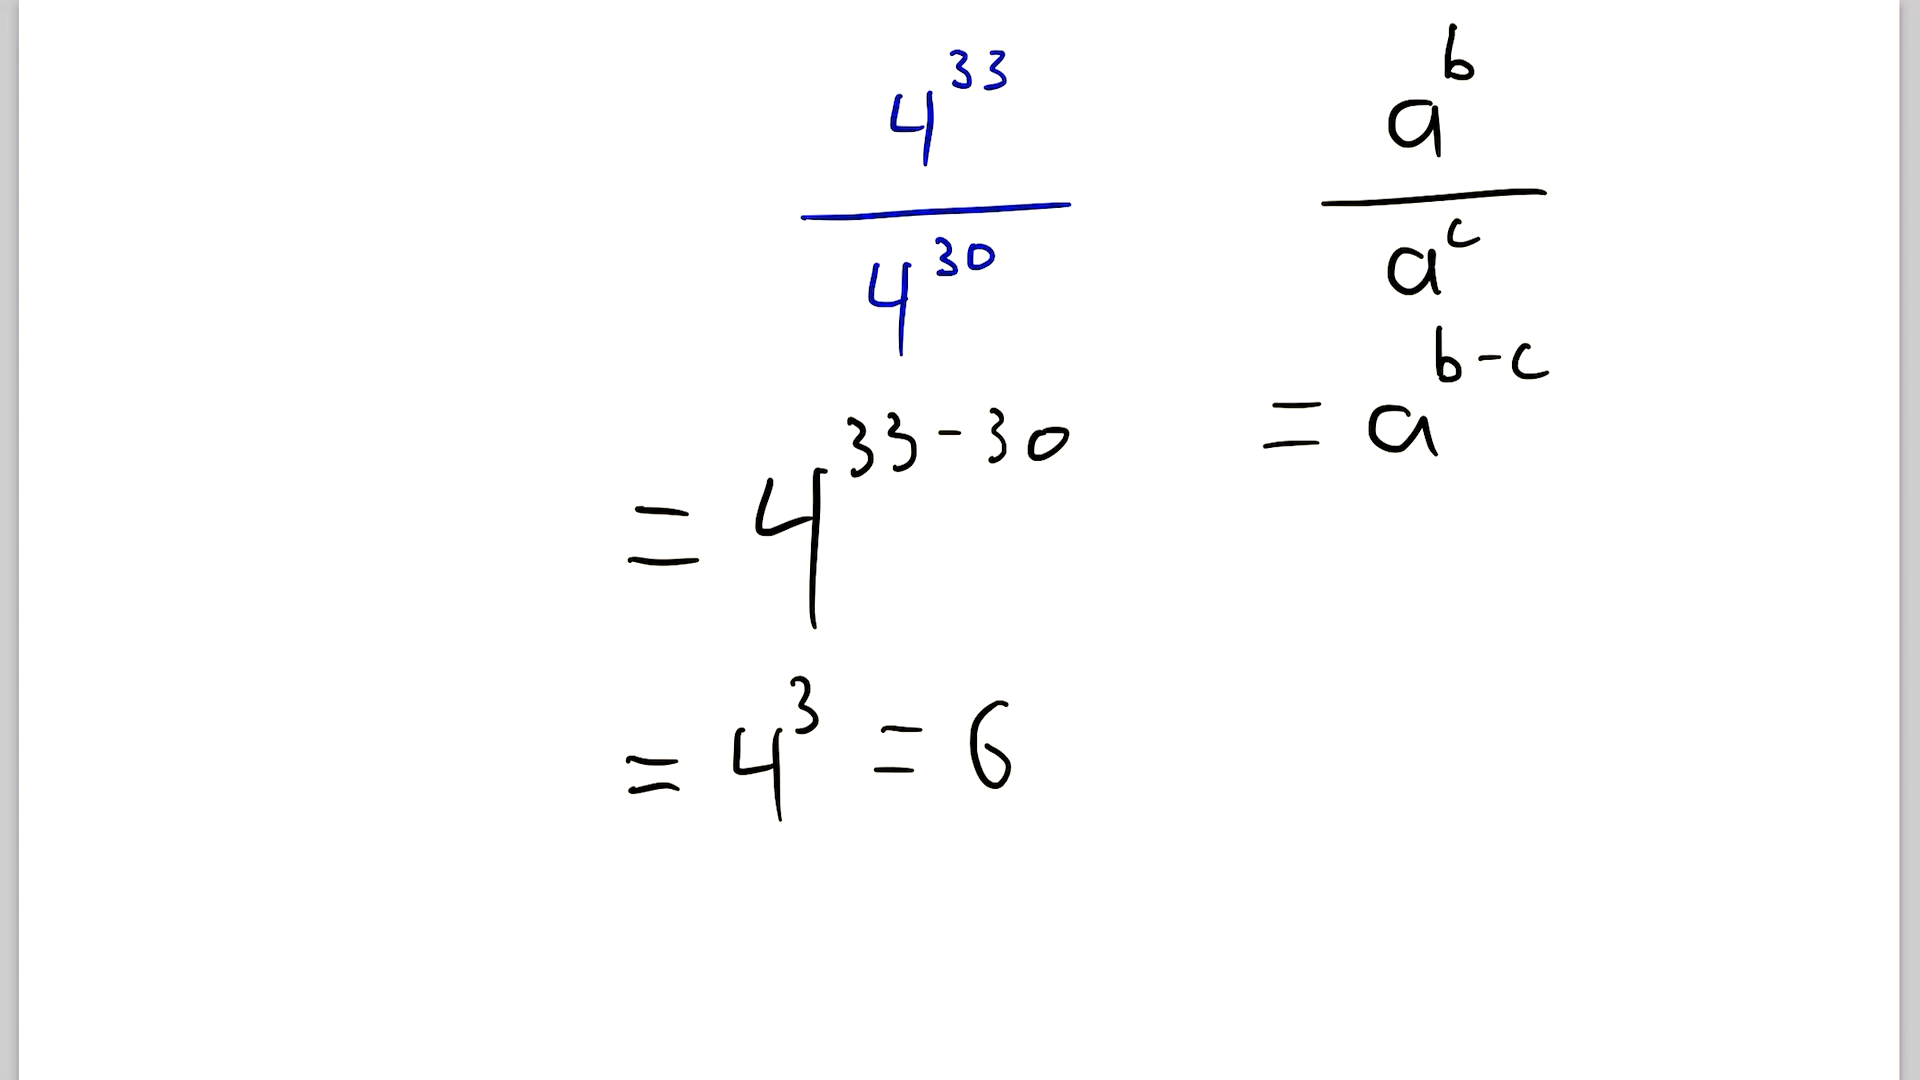 4^33
/
4^30
= 4^33-30
= 4^3 = 6
a^b
/
a^c
= a^b-c